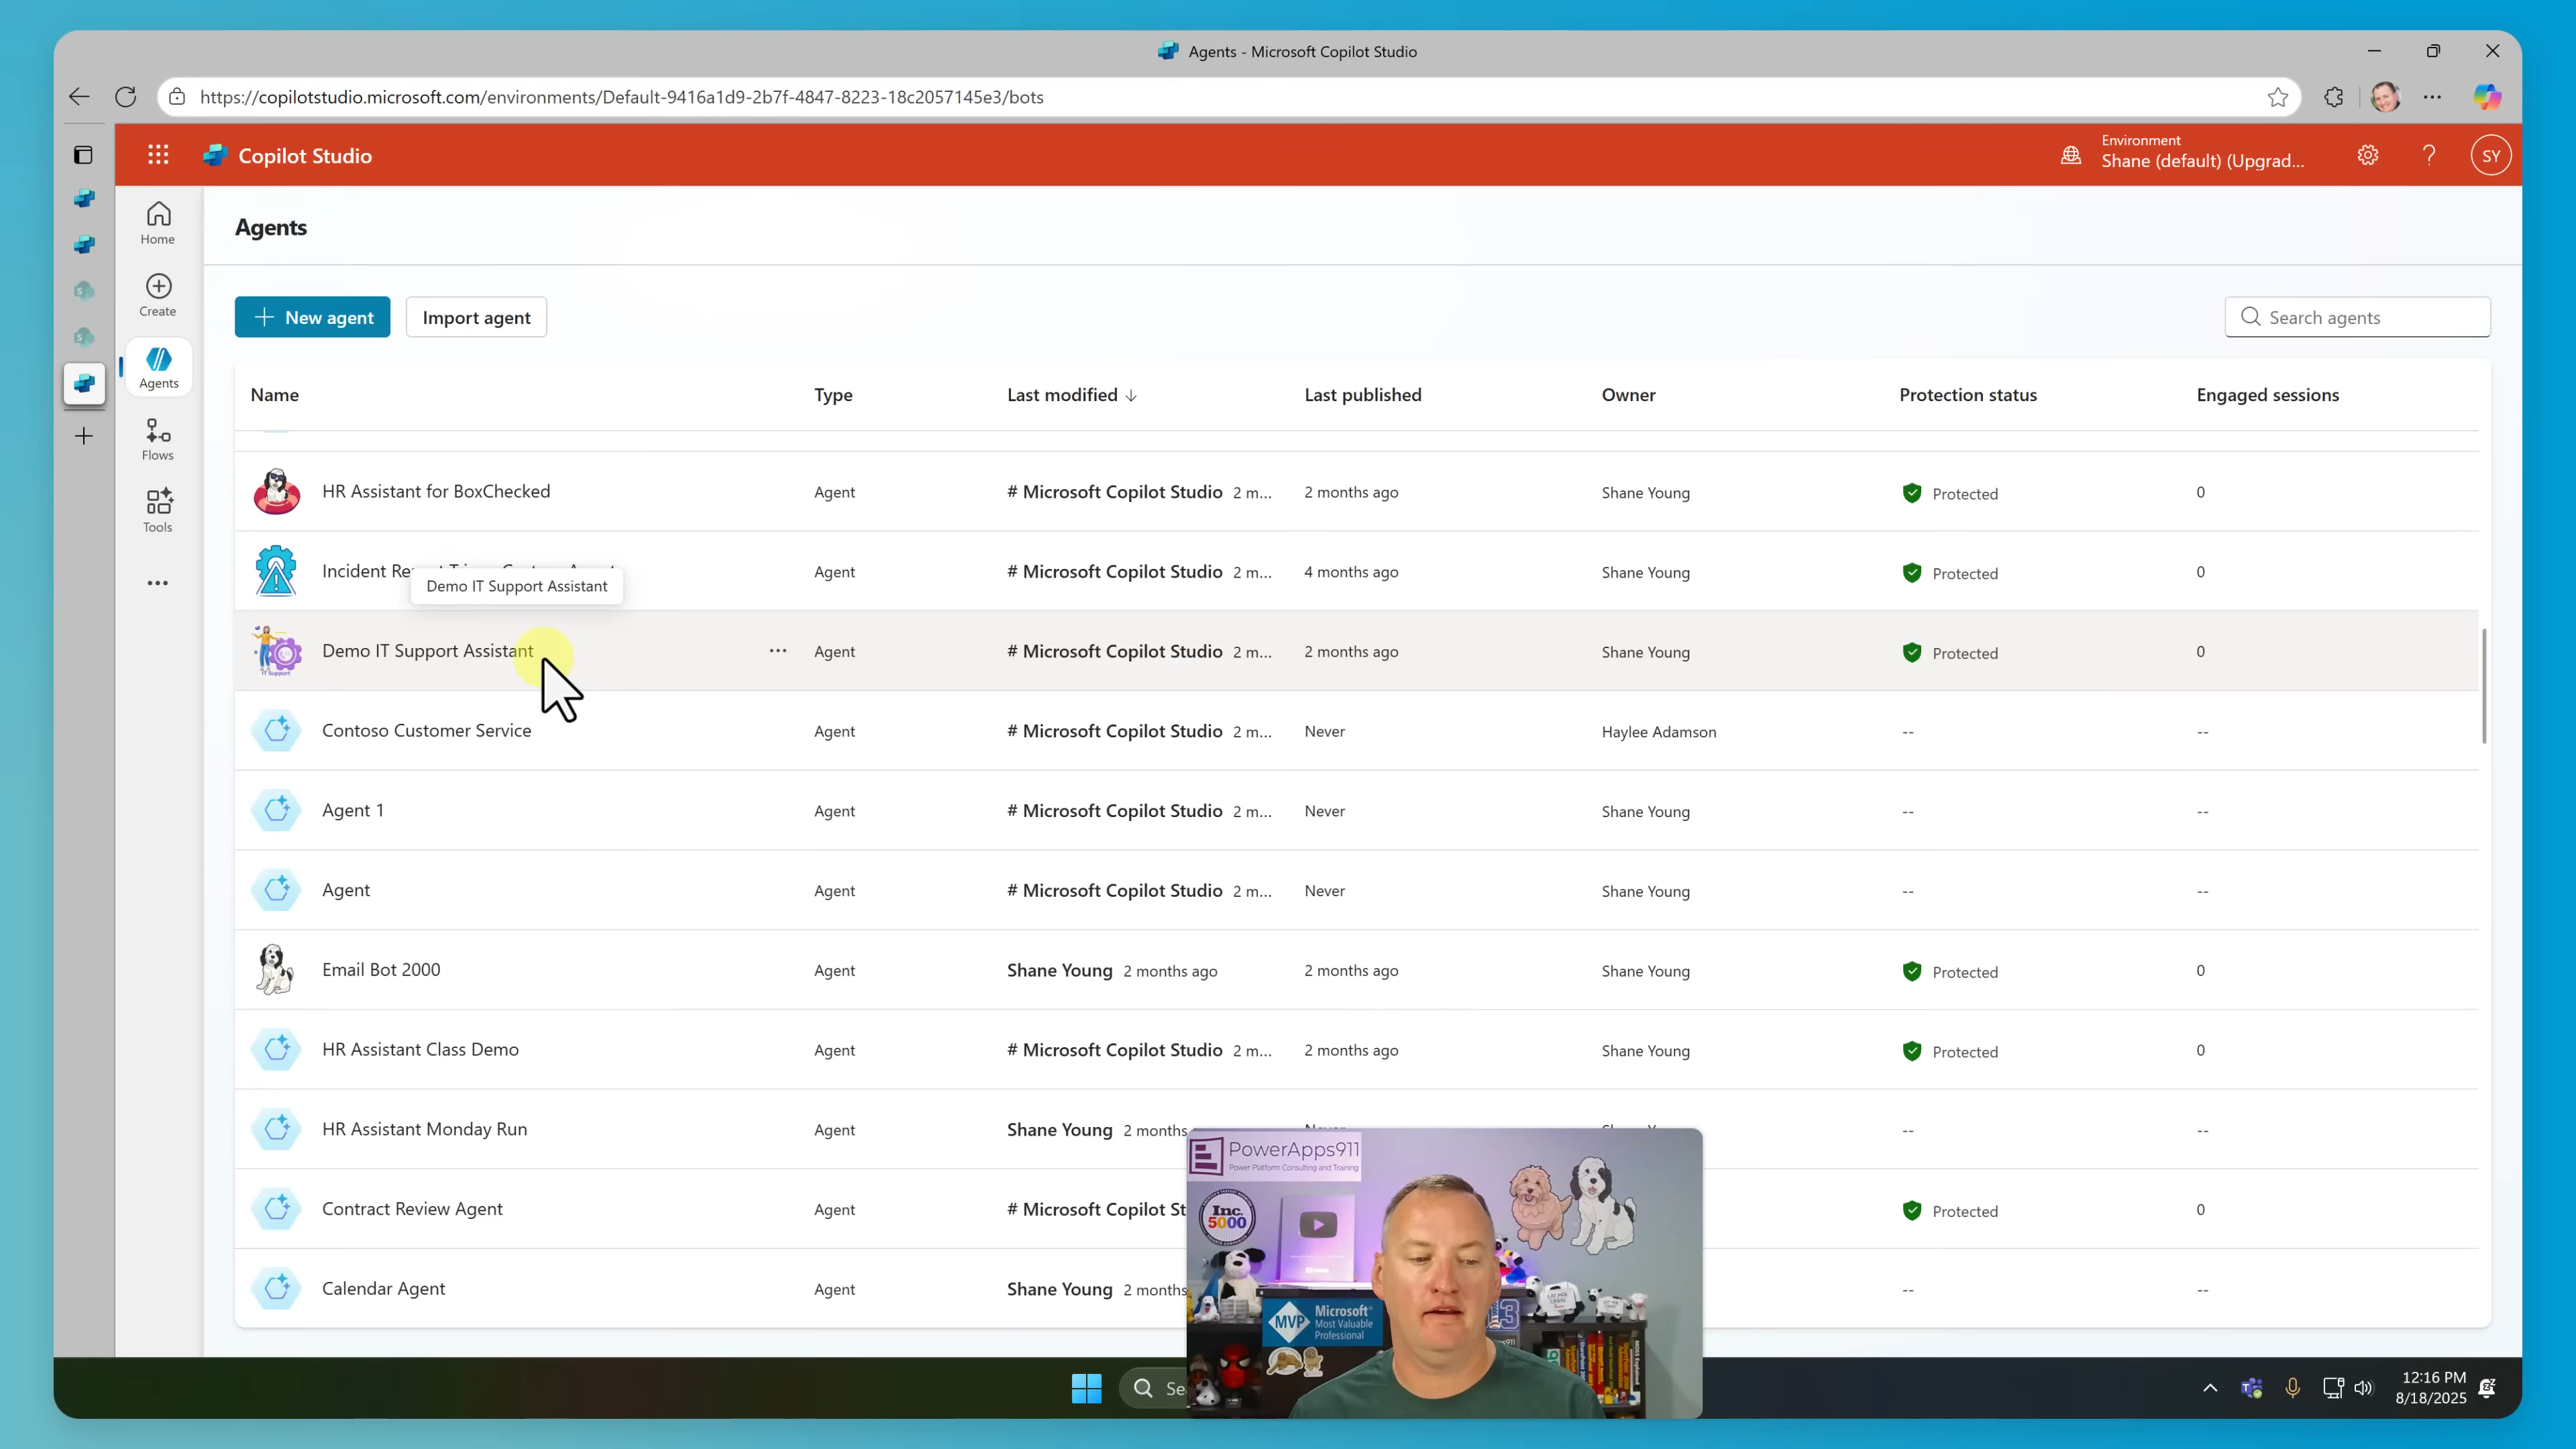 Agents - Microsoft Copilot Studio
https://copilotstudio.microsoft.com/environments/Default-9416a1d9-2b7f-4847-8223-18c2057145e3/bots
Copilot Studio
Environment
Shane (default) (Upgrad...
SY
Home
Create
Agents
Flows
Tools
Agents
New agent
Import agent
Search agents
Name Type Last modified Last published Owner Protection status Engaged sessions
HR Assistant for BoxChecked Agent # Microsoft Copilot Studio 2 m... 2 months ago Shane Young Protected 0
Incident Agent # Microsoft Copilot Studio 2 m... 4 months ago Shane Young Protected 0
Demo IT Support Assistant
IT Support
Demo IT Support Assistant ... Agent # Microsoft Copilot Studio 2 m... 2 months ago Shane Young Protected 0
Contoso Customer Service Agent # Microsoft Copilot Studio 2 m... Never Haylee Adamson -- --
Agent 1 Agent # Microsoft Copilot Studio 2 m... Never Shane Young -- --
Agent Agent # Microsoft Copilot Studio 2 m... Never Shane Young -- --
Email Bot 2000 Agent Shane Young 2 months ago 2 months ago Shane Young Protected 0
HR Assistant Class Demo Agent # Microsoft Copilot Studio 2 m... 2 months ago Shane Young Protected 0
HR Assistant Monday Run Agent Shane Young 2 months -- --
Contract Review Agent Agent # Microsoft Copilot St Protected 0
Calendar Agent Agent Shane Young 2 months -- --
PowerApps911
Power Platform Consulting and Training
Inc.
5000
MVP
Microsoft
Most Valuable
Professional
12:16 PM
8/18/2025